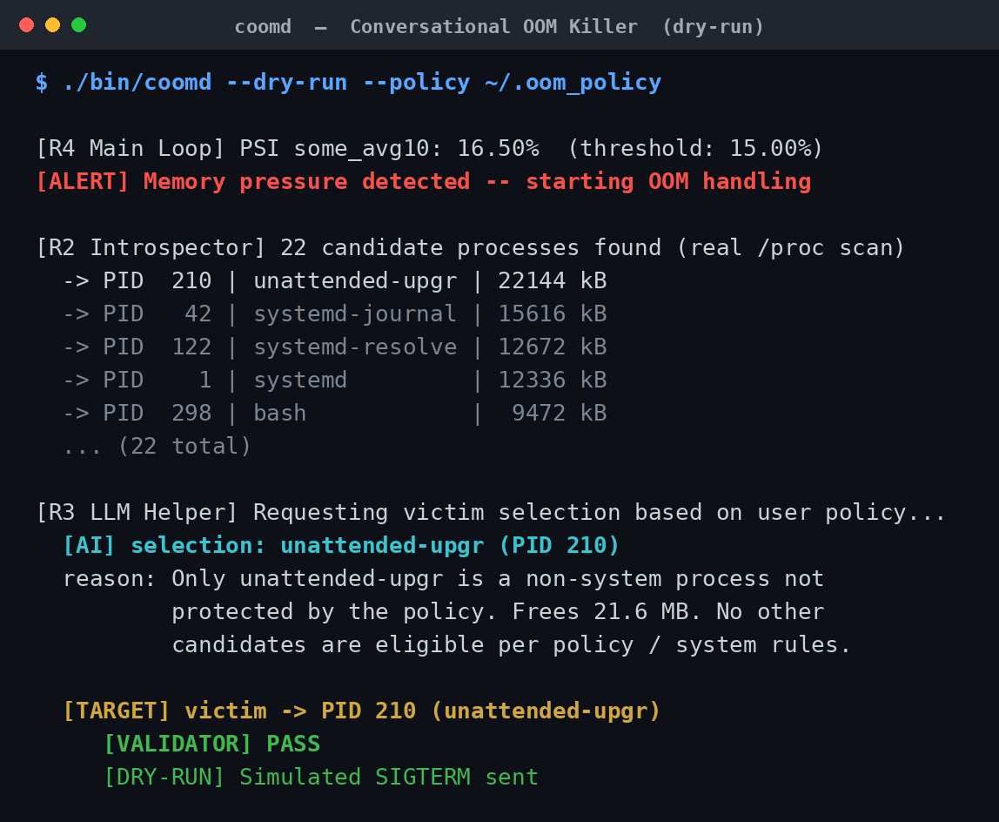 coomd  —  Conversational OOM Killer  (dry-run)
$ ./bin/coomd --dry-run --policy ~/.oom_policy
[R4 Main Loop] PSI some_avg10: 16.50%  (threshold: 15.00%)
[ALERT] Memory pressure detected -- starting OOM handling
[R2 Introspector] 22 candidate processes found (real /proc scan)
  -> PID  210 | unattended-upgr | 22144 kB
  -> PID   42 | systemd-journal | 15616 kB
  -> PID  122 | systemd-resolve | 12672 kB
  -> PID    1 | systemd         | 12336 kB
  -> PID  298 | bash            |  9472 kB
  ... (22 total)
[R3 LLM Helper] Requesting victim selection based on user policy...
  [AI] selection: unattended-upgr (PID 210)
  reason: Only unattended-upgr is a non-system process not
          protected by the policy. Frees 21.6 MB. No other
          candidates are eligible per policy / system rules.
  [TARGET] victim -> PID 210 (unattended-upgr)
     [VALIDATOR] PASS
     [DRY-RUN] Simulated SIGTERM sent